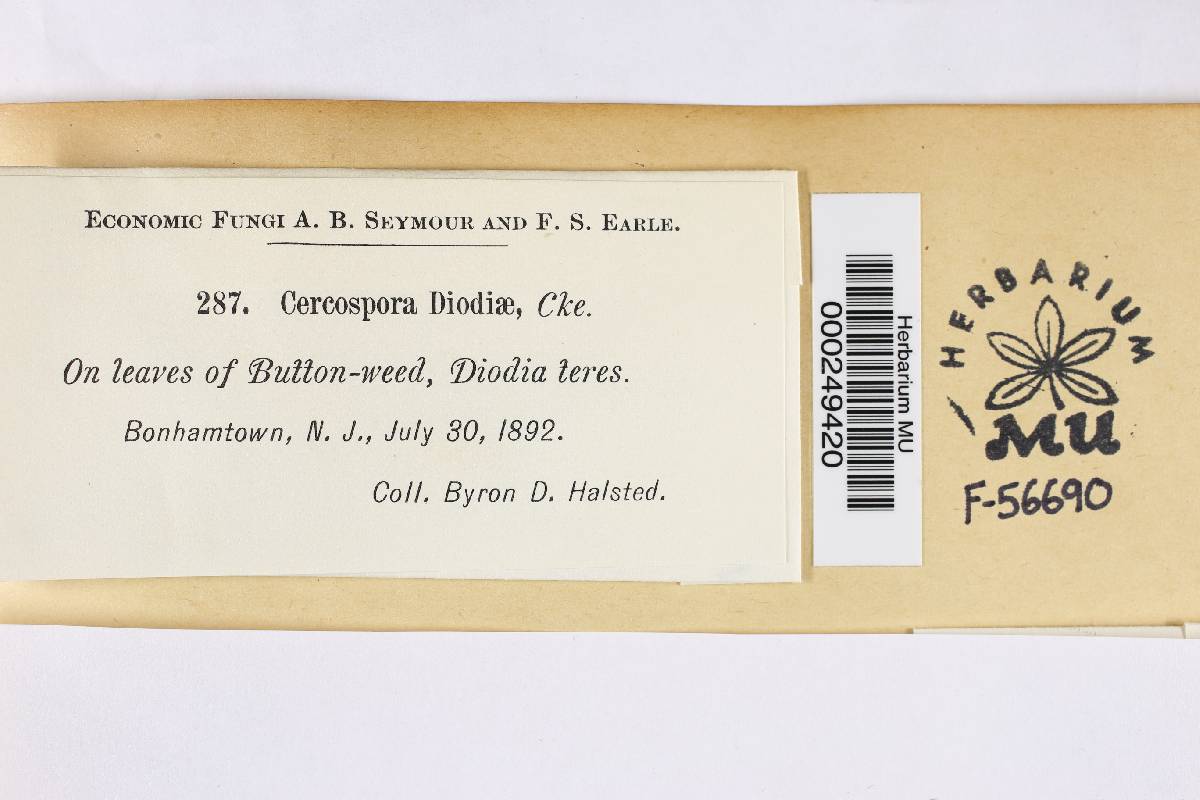 Economic Fungi A. B. Seymour and F. S. Earle.
287. Cercospora Diodiæ, Cke.
On leaves of Button-weed, Diodia teres.
Bonhamtown, N. J., July 30, 1892.
Coll. Byron D. Halsted.
Herbarium MU
000249420
HERBARIUM
MU
F-56690